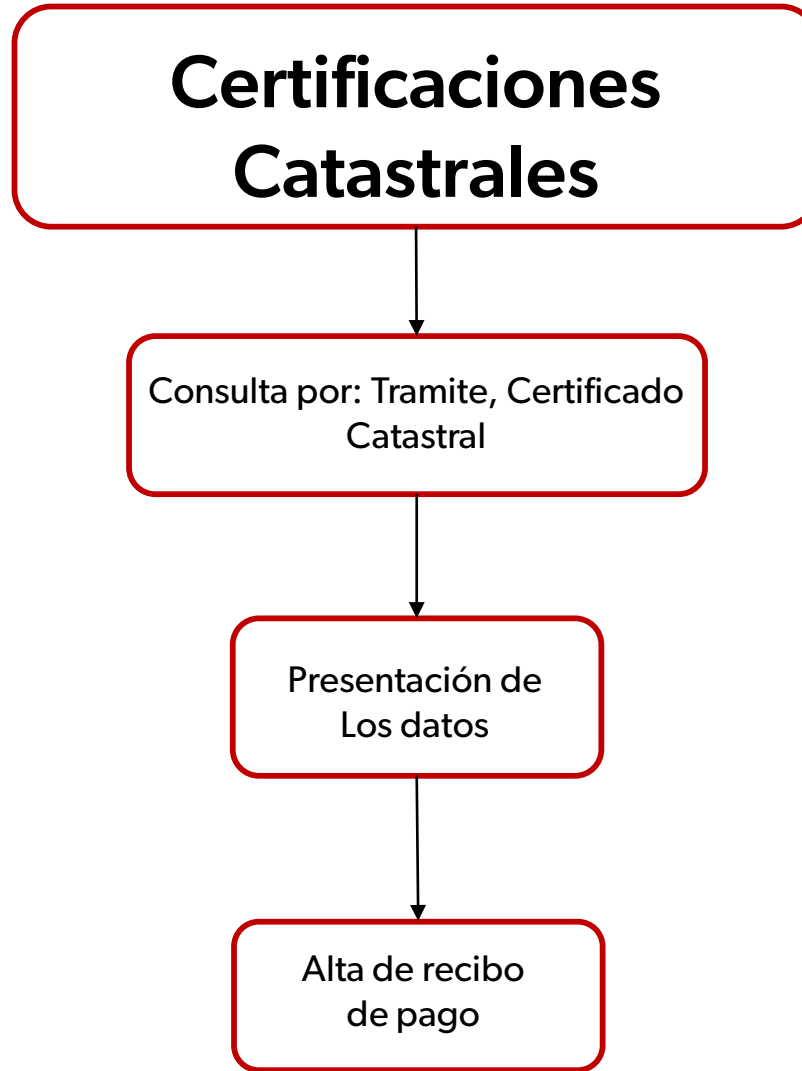 Certificaciones
Catastrales
Consulta por: Tramite, Certificado
Catastral
Presentación de
Los datos
Alta de recibo
de pago